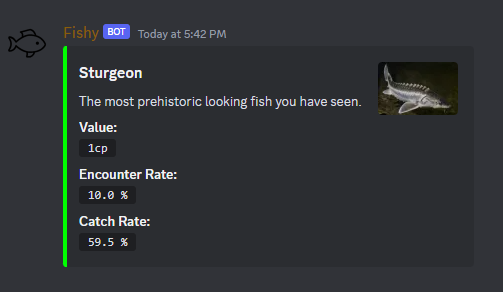 Fishy BOT Today at 5:42 PM
Sturgeon
The most prehistoric looking fish you have seen.
Value:
1cp
Encounter Rate:
10.0 %
Catch Rate:
59.5 %